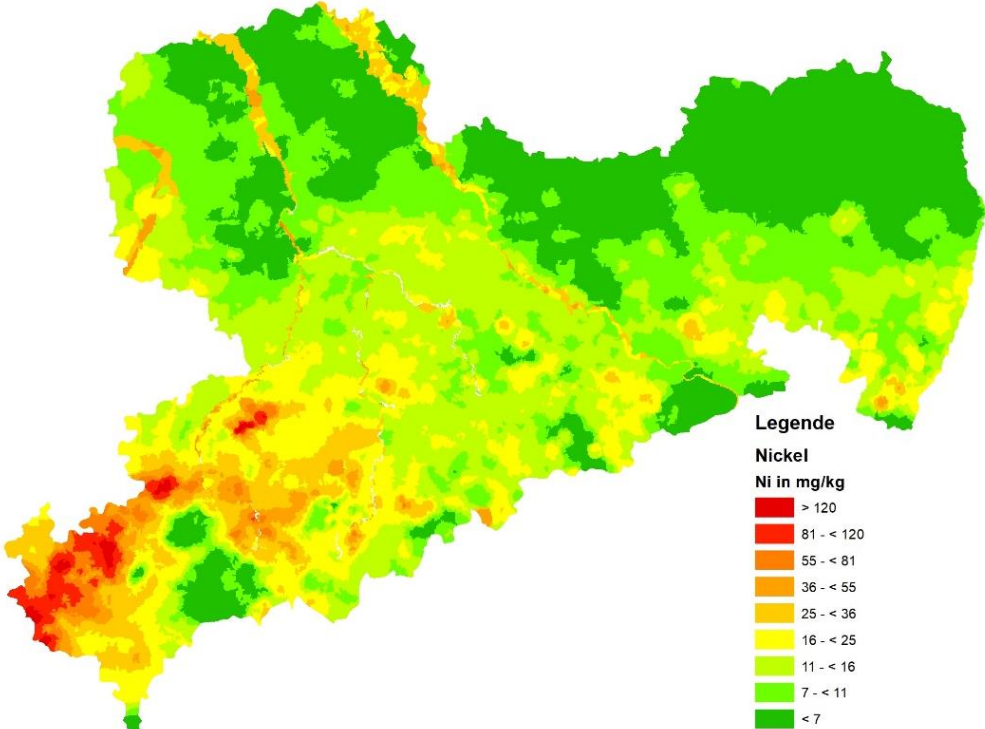 Legende
Nickel
Ni in mg/kg
> 120
81 - < 120
55 - < 81
36 - < 55
25 - < 36
16 - < 25
11 - < 16
7 - < 11
< 7